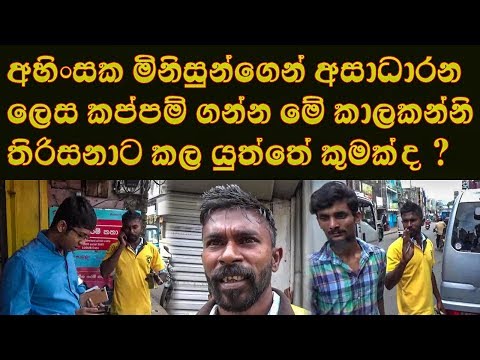 අහිංසක මිනිසුන්ගෙන් අසාධාරන
ලෙස කප්පම් ගන්න මේ කාලකන්නි
තිරිසනාට කල යුත්තේ කුමක්ද ?